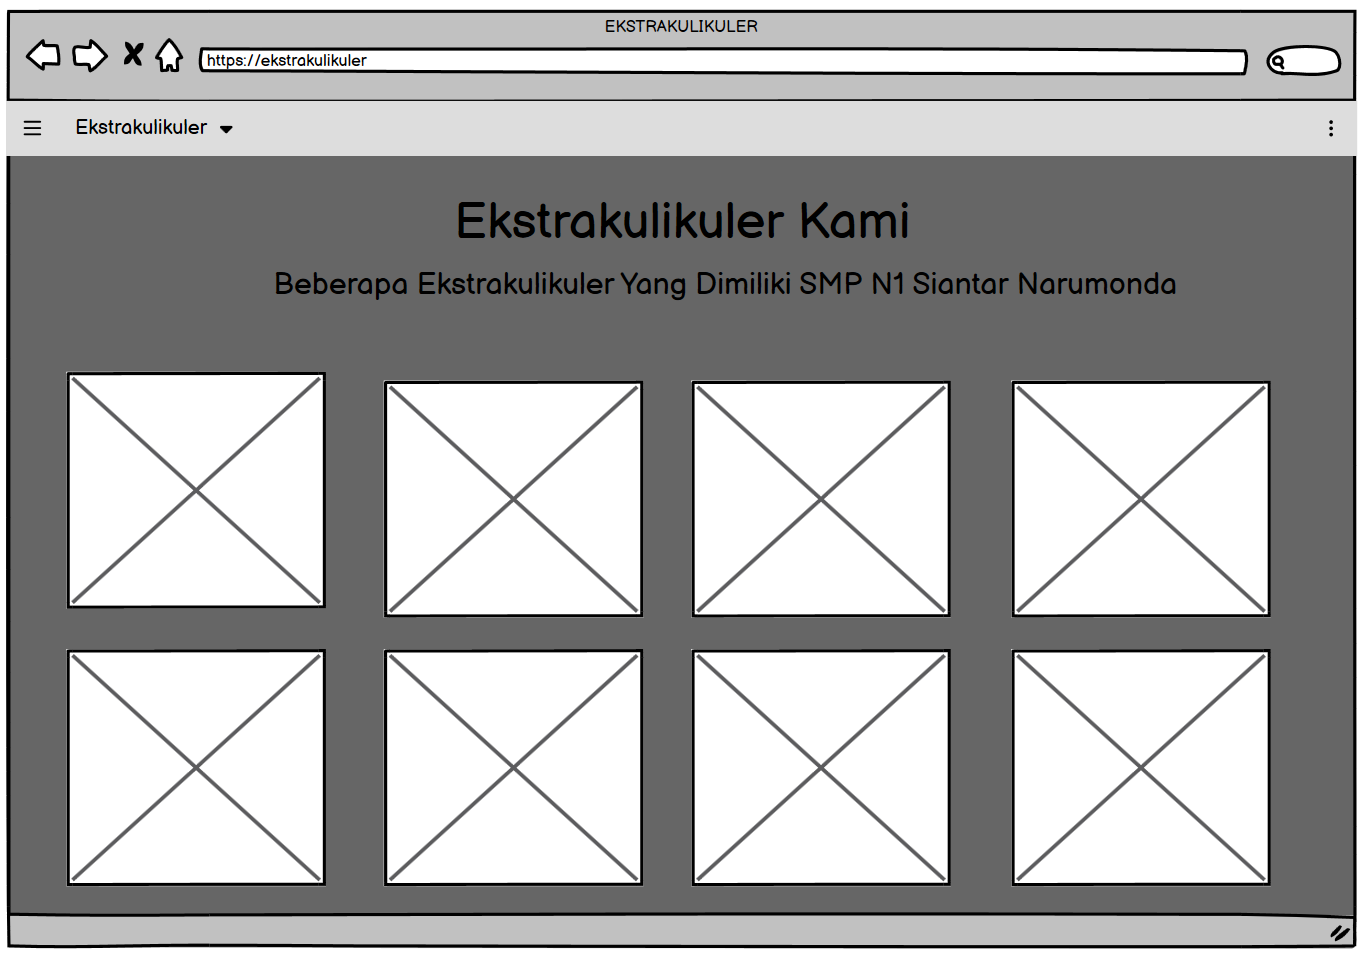 EKSTRAKULIKULER
https://ekstrakulikuler
Ekstrakulikuler
Ekstrakulikuler Kami
Beberapa Ekstrakulikuler Yang Dimiliki SMP N1 Siantar Narumonda